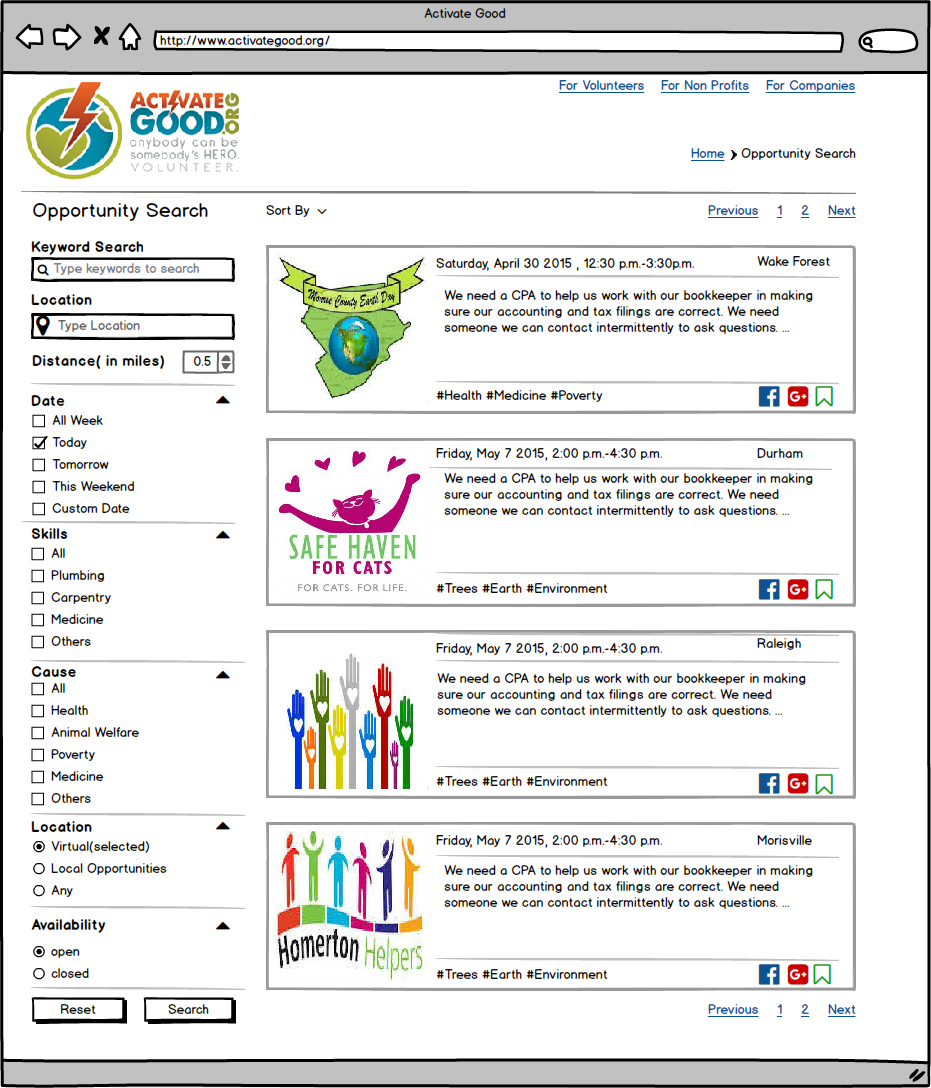 Activate Good
http://www.activategood.org/
For Volunteers For Non Profits For Companies
ACTIVATE
GOOD.ORG
anybody can be
somebody's HERO.
VOLUNTEER.
Home Opportunity Search
Opportunity Search
Sort By
Previous 1 2 Next
Keyword Search
Type keywords to search
Location
Type Location
Distance( in miles) 0.5
Date
All Week
Today
Tomorrow
This Weekend
Custom Date
Skills
All
Plumbing
Carpentry
Medicine
Others
Cause
All
Health
Animal Welfare
Poverty
Medicine
Others
Location
Virtual(selected)
Local Opportunities
Any
Availability
open
closed
Reset Search
Monroe County Earth Day
Saturday, April 30 2015 , 12:30 p.m.-3:30p.m. Wake Forest
We need a CPA to help us work with our bookkeeper in making
sure our accounting and tax filings are correct. We need
someone we can contact intermittently to ask questions. ...
#Health #Medicine #Poverty
SAFE HAVEN
FOR CATS
FOR CATS. FOR LIFE.
Friday, May 7 2015, 2:00 p.m.-4:30 p.m. Durham
We need a CPA to help us work with our bookkeeper in making
sure our accounting and tax filings are correct. We need
someone we can contact intermittently to ask questions. ...
#Trees #Earth #Environment
Friday, May 7 2015, 2:00 p.m.-4:30 p.m. Raleigh
We need a CPA to help us work with our bookkeeper in making
sure our accounting and tax filings are correct. We need
someone we can contact intermittently to ask questions. ...
#Trees #Earth #Environment
Homerton Helpers
Friday, May 7 2015, 2:00 p.m.-4:30 p.m. Morisville
We need a CPA to help us work with our bookkeeper in making
sure our accounting and tax filings are correct. We need
someone we can contact intermittently to ask questions. ...
#Trees #Earth #Environment
Previous 1 2 Next